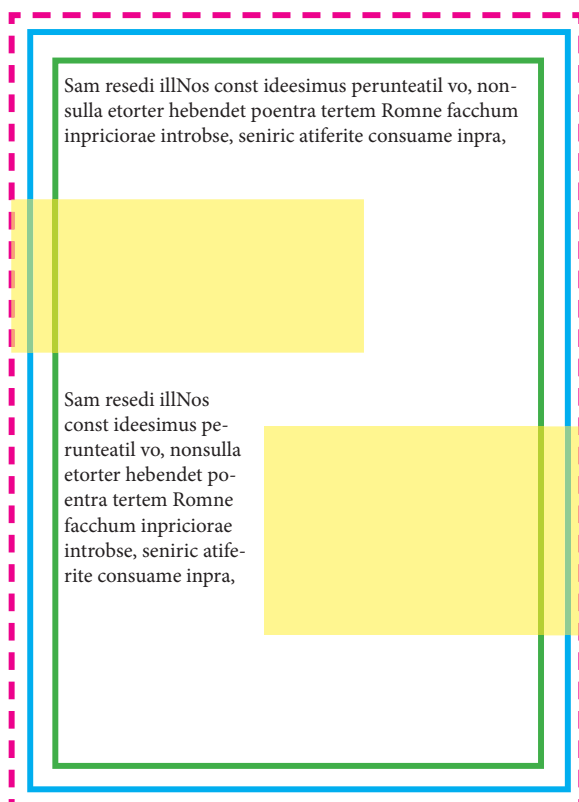 Sam resedi illNos const ideesimus perunteatil vo, non-
sulla etorter hebendet poentra tertem Romne facchum
inpriciorae introbse, seniric atiferite consuame inpra,
Sam resedi illNos
const ideesimus pe-
runteatil vo, nonsulla
etorter hebendet po-
entra tertem Romne
facchum inpriciorae
introbse, seniric atife-
rite consuame inpra,